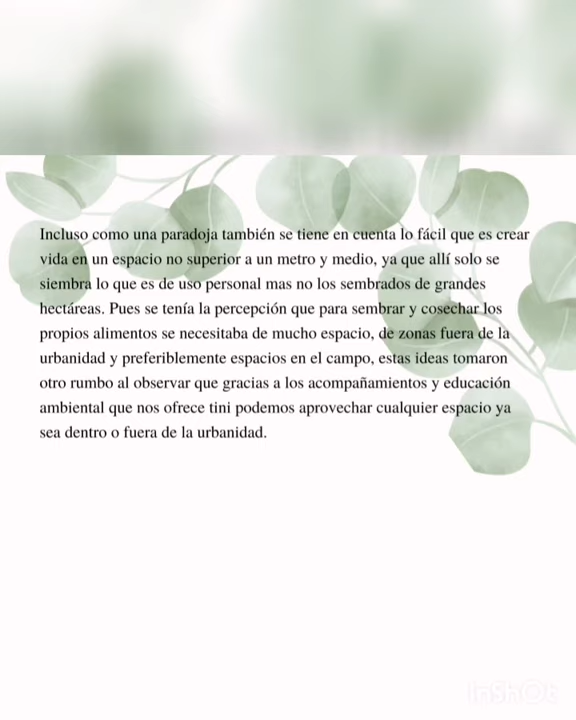 Incluso como una paradoja también se tiene en cuenta lo fácil que es crear
vida en un espacio no superior a un metro y medio, ya que allí solo se
siembra lo que es de uso personal mas no los sembrados de grandes
hectáreas. Pues se tenía la percepción que para sembrar y cosechar los
propios alimentos se necesitaba de mucho espacio, de zonas fuera de la
urbanidad y preferiblemente espacios en el campo, estas ideas tomaron
otro rumbo al observar que gracias a los acompañamientos y educación
ambiental que nos ofrece tini podemos aprovechar cualquier espacio ya
sea dentro o fuera de la urbanidad.
InShOt